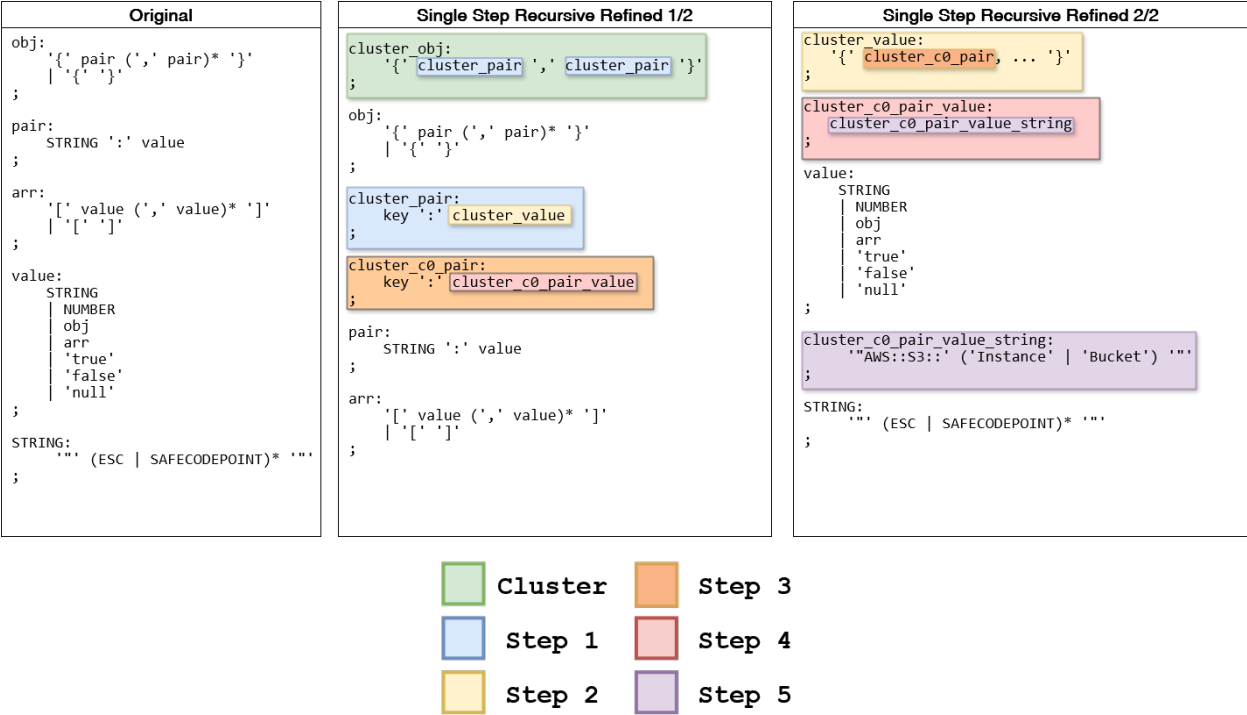 Original
obj:
'{' pair (',' pair)* '}'
| '{' '}'
;
pair:
STRING ':' value
;
arr:
'[' value (',' value)* ']'
| '[' ']'
;
value:
STRING
| NUMBER
| obj
| arr
| 'true'
| 'false'
| 'null'
;
STRING:
'"' (ESC | SAFECODEPOINT)* '"'
;
Single Step Recursive Refined 1/2
cluster_obj:
'{' cluster_pair ',' cluster_pair '}'
;
obj:
'{' pair (',' pair)* '}'
| '{' '}'
;
cluster_pair:
key ':' cluster_value
;
cluster_c0_pair:
key ':' cluster_c0_pair_value
;
pair:
STRING ':' value
;
arr:
'[' value (',' value)* ']'
| '[' ']'
;
Single Step Recursive Refined 2/2
cluster_value:
'{' cluster_c0_pair, ... '}'
;
cluster_c0_pair_value:
cluster_c0_pair_value_string
;
value:
STRING
| NUMBER
| obj
| arr
| 'true'
| 'false'
| 'null'
;
cluster_c0_pair_value_string:
'"AWS::S3::' ('Instance' | 'Bucket') '"'
;
STRING:
'"' (ESC | SAFECODEPOINT)* '"'
;
Cluster
Step 1
Step 2
Step 3
Step 4
Step 5